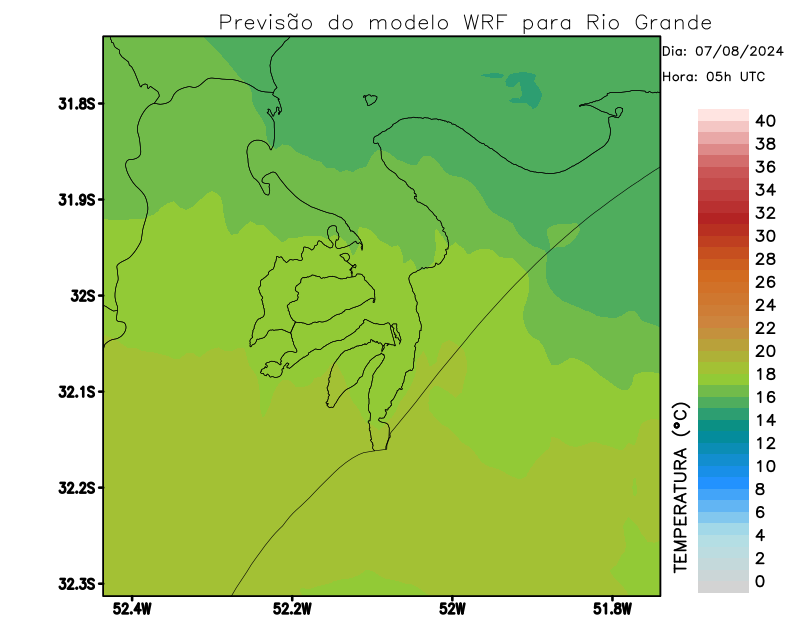 Previsão do modelo WRF para Rio Grande
Dia: 07/08/2024
Hora: 05h UTC
31.8S
31.9S
32S
32.1S
32.2S
32.3S
52.4W
52.2W
52W
51.8W
TEMPERATURA (°C)
40
38
36
34
32
30
28
26
24
22
20
18
16
14
12
10
8
6
4
2
0